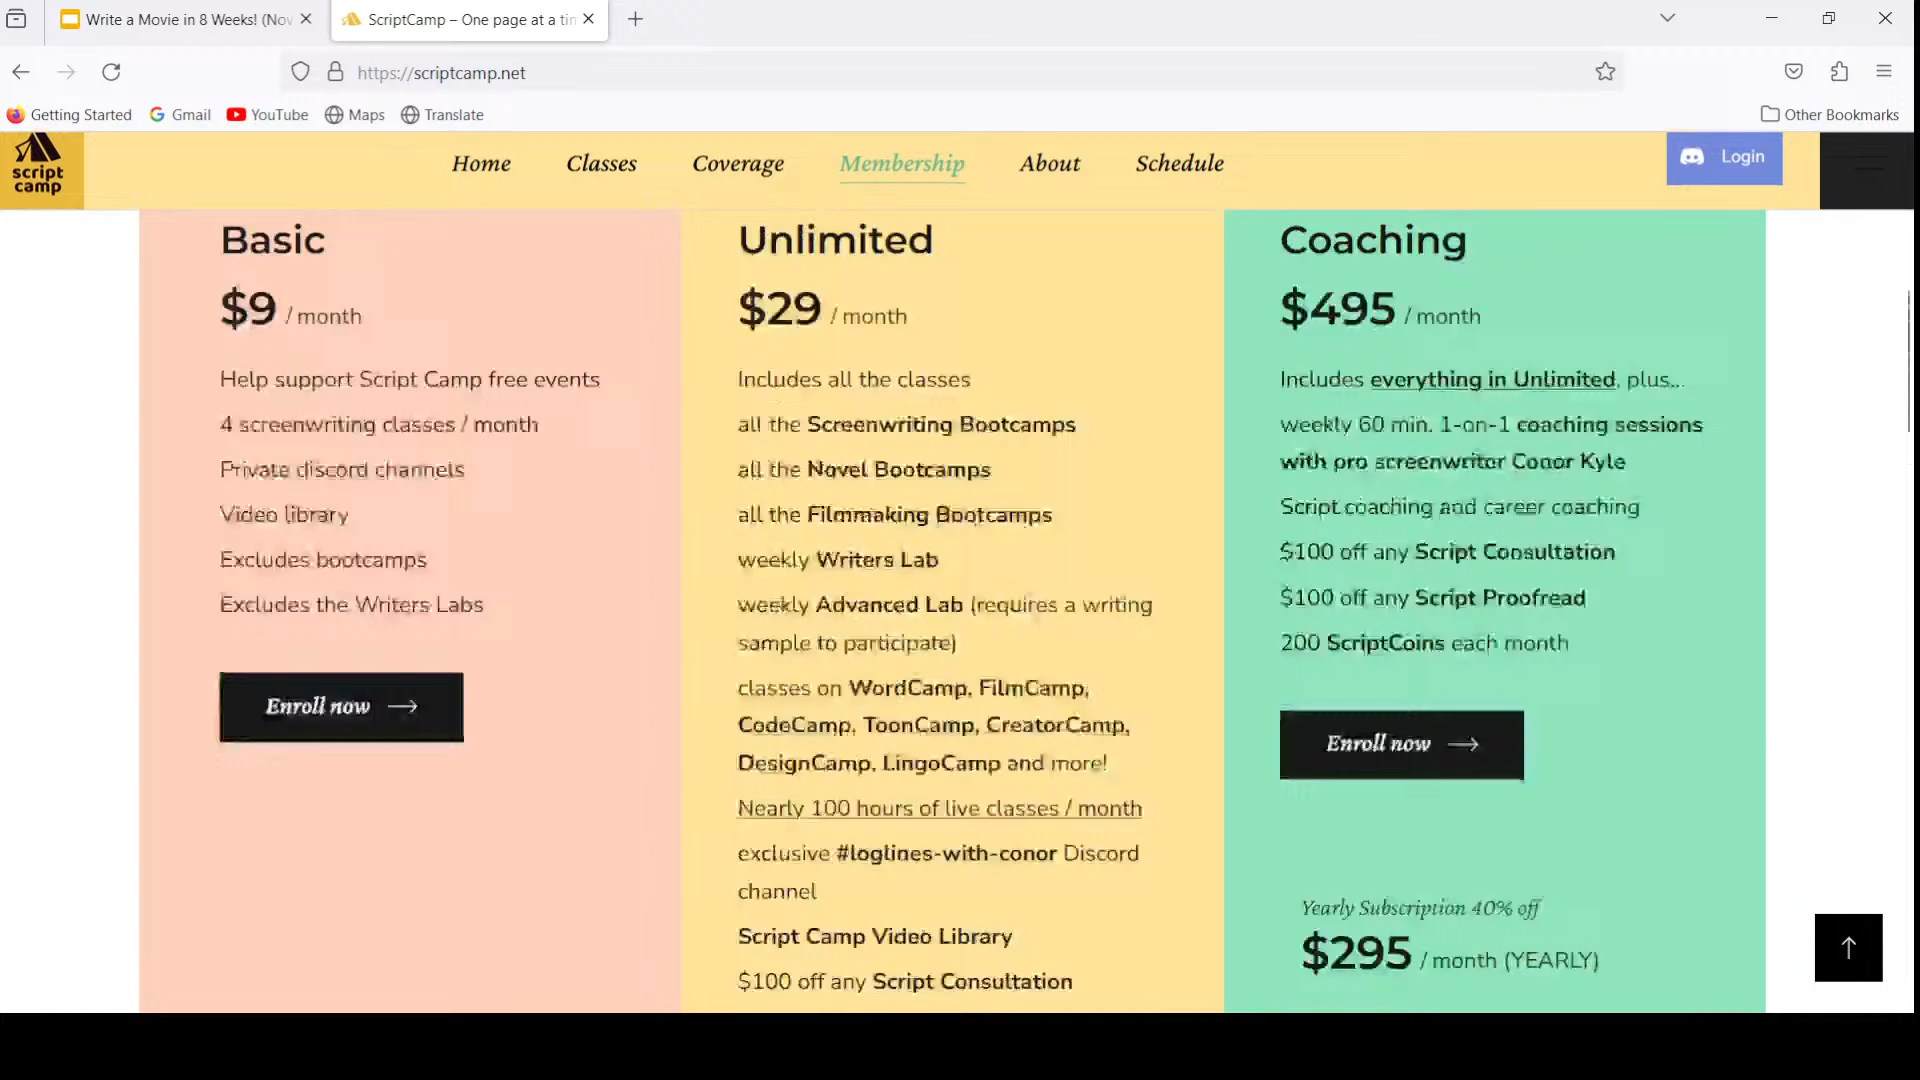 Write a Movie in 8 Weeks! (Nov
ScriptCamp – One page at a tim
https://scriptcamp.net
Getting Started
Gmail
YouTube
Maps
Translate
Other Bookmarks
script
camp
Home
Classes
Coverage
Membership
About
Schedule
Login
Basic
$9 / month
Help support Script Camp free events
4 screenwriting classes / month
Private discord channels
Video library
Excludes bootcamps
Excludes the Writers Labs
Enroll now
Unlimited
$29 / month
Includes all the classes
all the Screenwriting Bootcamps
all the Novel Bootcamps
all the Filmmaking Bootcamps
weekly Writers Lab
weekly Advanced Lab (requires a writing
sample to participate)
classes on WordCamp, FilmCamp,
CodeCamp, ToonCamp, CreatorCamp,
DesignCamp, LingoCamp and more!
Nearly 100 hours of live classes / month
exclusive #loglines-with-conor Discord
channel
Script Camp Video Library
$100 off any Script Consultation
Coaching
$495 / month
Includes everything in Unlimited, plus...
weekly 60 min. 1-on-1 coaching sessions
with pro screenwriter Conor Kyle
Script coaching and career coaching
$100 off any Script Consultation
$100 off any Script Proofread
200 ScriptCoins each month
Enroll now
Yearly Subscription 40% off
$295 / month (YEARLY)